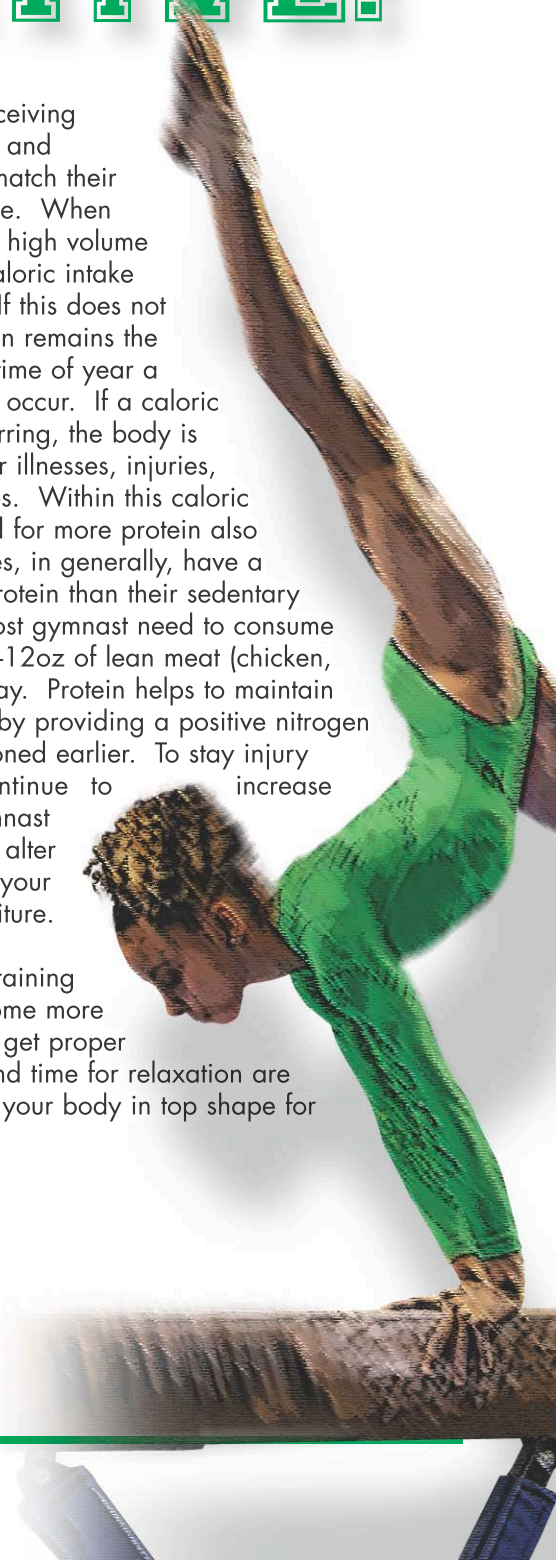 ceiving
and
match their
e. When
high volume
aloric intake
If this does not
n remains the
time of year a
occur. If a caloric
rring, the body is
r illnesses, injuries,
s. Within this caloric
d for more protein also
es, in generally, have a
rotein than their sedentary
ost gymnast need to consume
-12oz of lean meat (chicken,
ay. Protein helps to maintain
by providing a positive nitrogen
oned earlier. To stay injury
ntinue to increase
nnast
alter
your
iture.
raining
ome more
get proper
nd time for relaxation are
your body in top shape for